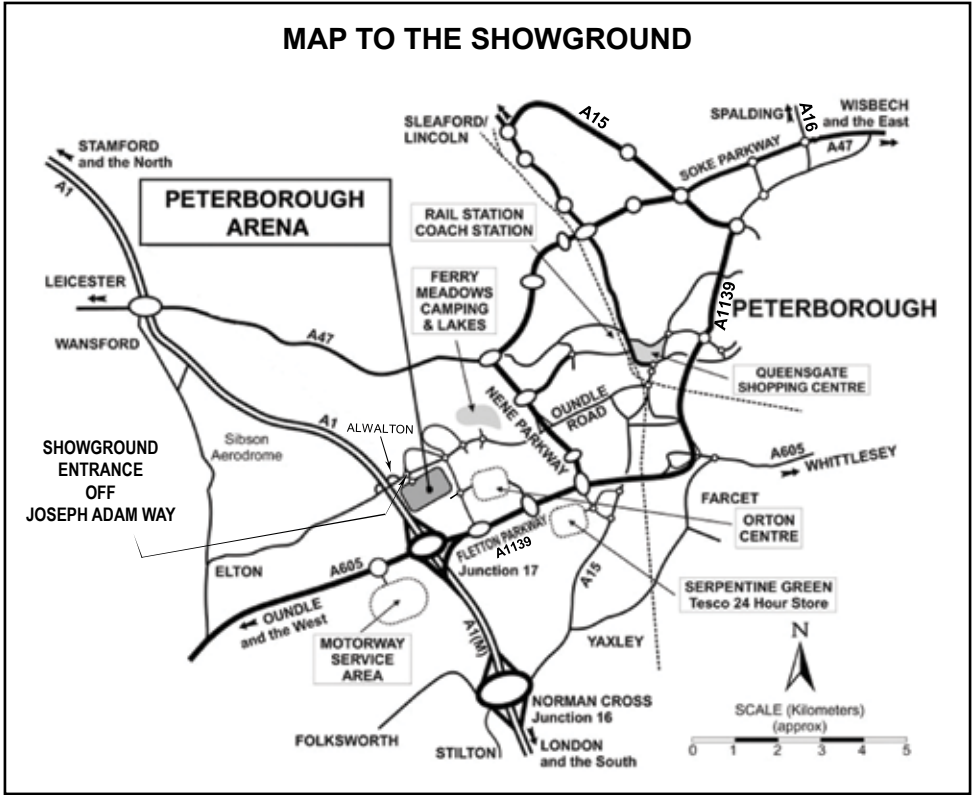 MAP TO THE SHOWGROUND
SLEAFORD/
LINCOLN
A15
SPALDING
A16
WISBECH
and the East
A47
SOKE PARKWAY
STAMFORD
and the North
A1
PETERBOROUGH
ARENA
RAIL STATION
COACH STATION
LEICESTER
WANSFORD
A47
FERRY
MEADOWS
CAMPING
& LAKES
A1139
PETERBOROUGH
QUEENSGATE
SHOPPING CENTRE
NENE PARKWAY
OUNDLE
ROAD
A1
ALWALTON
Sibson
Aerodrome
SHOWGROUND
ENTRANCE
OFF
JOSEPH ADAM WAY
A605
WHITTLESEY
FARCET
ORTON
CENTRE
FLETTON PARKWAY
A1139
Junction 17
ELTON
A605
OUNDLE
and the West
A15
SERPENTINE GREEN
Tesco 24 Hour Store
MOTORWAY
SERVICE
AREA
A1(M)
YAXLEY
N
NORMAN CROSS
Junction 16
FOLKSWORTH
STILTON
LONDON
and the South
SCALE (Kilometers)
(approx)
0 1 2 3 4 5